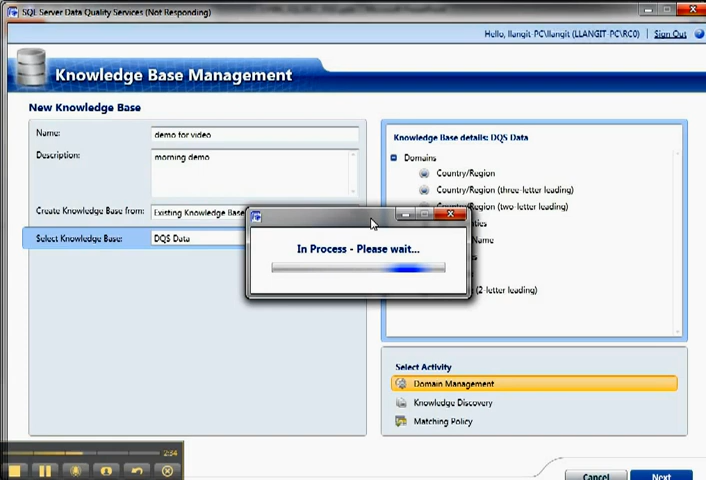 SQL Server Data Quality Services (Not Responding)
Hello, llangit-PC\llangit (LLANGIT-PC\RC0) | Sign Out
Knowledge Base Management
New Knowledge Base
Name:
demo for video
Description:
morning demo
Create Knowledge Base from:
Existing Knowledge Base
Select Knowledge Base:
DQS Data
Knowledge Base details: DQS Data
Domains
Country/Region
Country/Region (three-letter leading)
Country/Region (two-letter leading)
Name
(2-letter leading)
In Process - Please wait...
Select Activity
Domain Management
Knowledge Discovery
Matching Policy
2:34
Cancel
Next